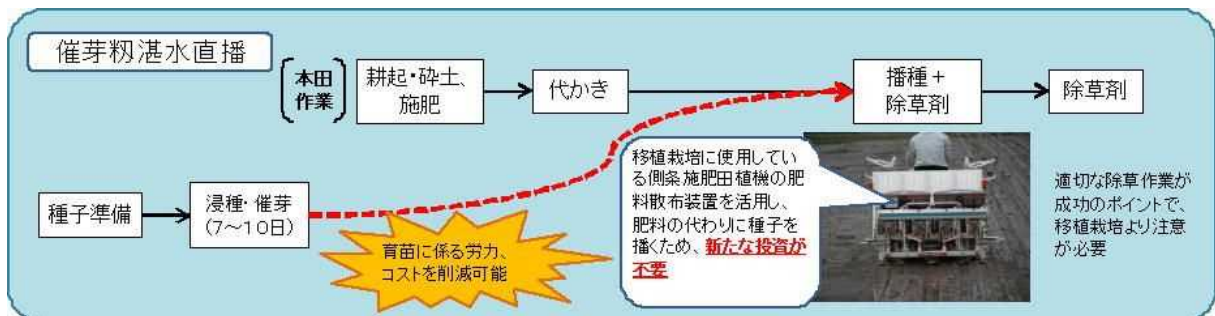 催芽籾湛水直播
本田
作業
耕起・砕土、
施肥
代かき
播種+
除草剤
除草剤
種子準備
浸種・催芽
(7~10日)
育苗に係る労力、
コストを削減可能
移植栽培に使用してい
る側条施肥田植機の肥
料散布装置を活用し、
肥料の代わりに種子を
播くため、新たな投資が
不要
適切な除草作業が
成功のポイントで、
移植栽培より注意
が必要